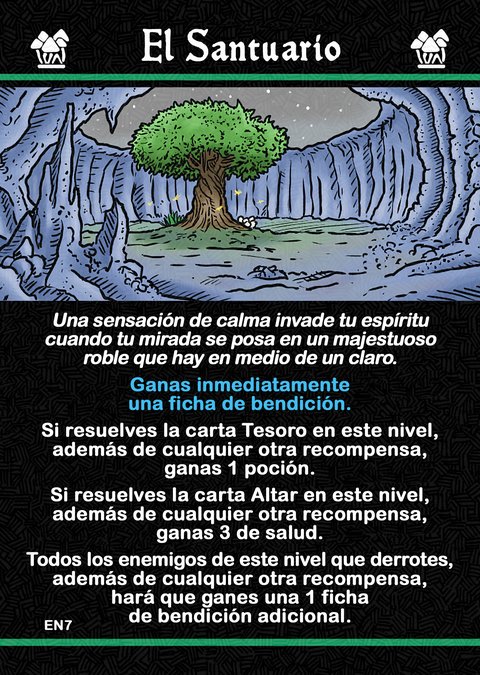 El Santuario
Una sensación de calma invade tu espíritu
cuando tu mirada se posa en un majestuoso
roble que hay en medio de un claro.
Ganas inmediatamente
una ficha de bendición.
Si resuelves la carta Tesoro en este nivel,
además de cualquier otra recompensa,
ganas 1 poción.
Si resuelves la carta Altar en este nivel,
además de cualquier otra recompensa,
ganas 3 de salud.
Todos los enemigos de este nivel que derrotes,
además de cualquier otra recompensa,
hará que ganes una 1 ficha
de bendición adicional.
EN7